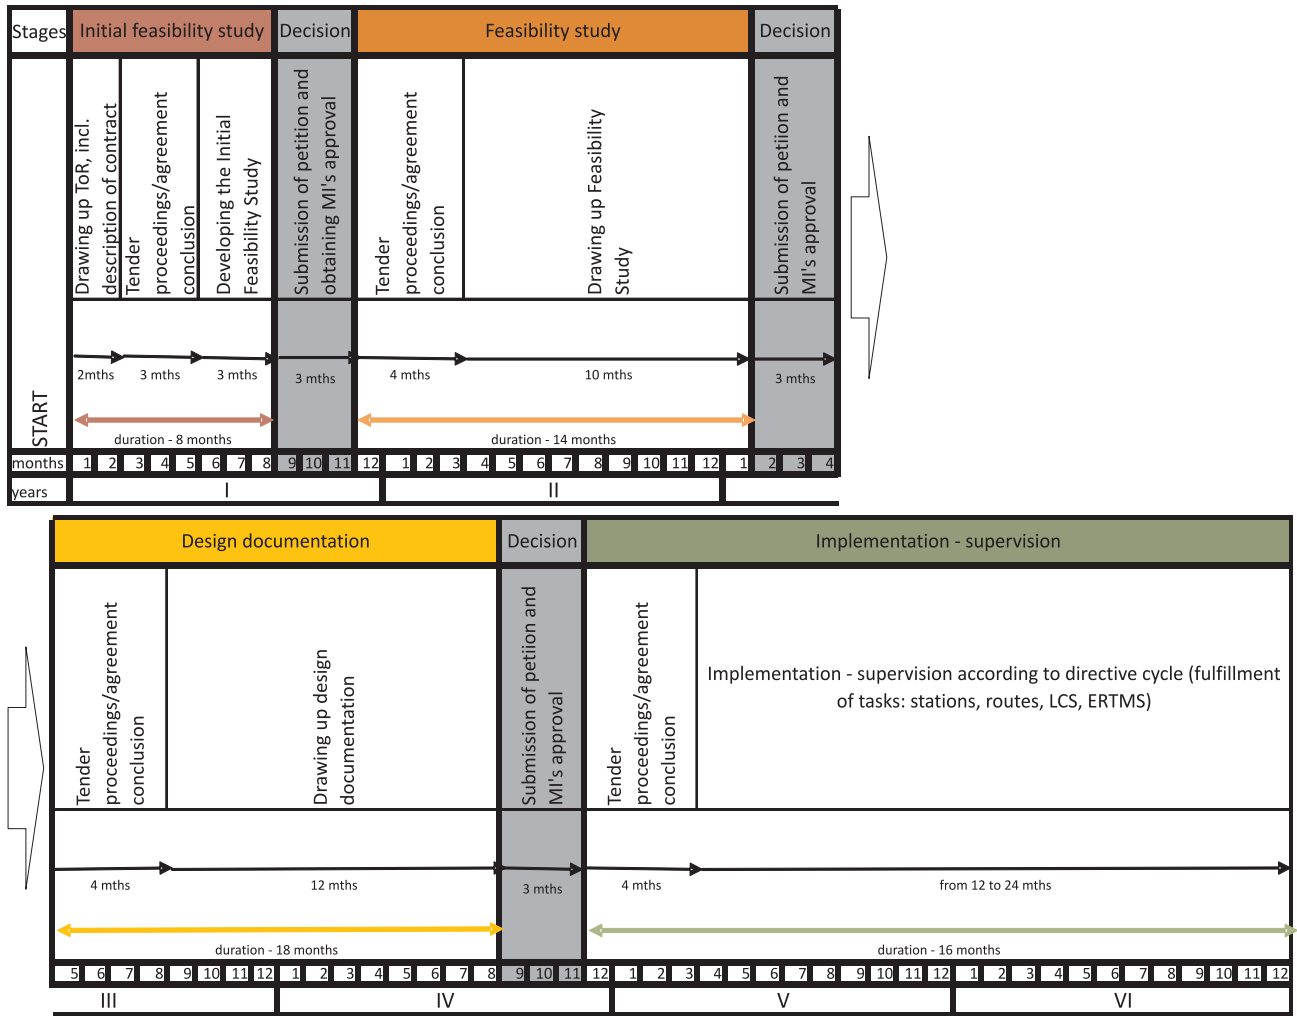 Stages
Initial feasibility study
Decision
Feasibility study
Decision
START
Drawing up ToR, incl.
description of contract
Tender
proceedings/agreement
conclusion
Developing the Initial
Feasibility Study
Submission of petition and
obtaining MI's approval
Tender
proceedings/agreement
conclusion
Drawing up Feasibility
Study
Submission of petiion and
MI's approval
2mths
3 mths
3 mths
3 mths
4 mths
10 mths
3 mths
duration - 8 months
duration - 14 months
months 1 2 3 4 5 6 7 8 9 10 11 12 1 2 3 4 5 6 7 8 9 10 11 12 1 2 3 4
years I II
Design documentation
Decision
Implementation - supervision
Tender
proceedings/agreement
conclusion
Drawing up design
documentation
Submission of petiion and
MI's approval
Tender
proceedings/agreement
conclusion
Implementation - supervision according to directive cycle (fulfillment
of tasks: stations, routes, LCS, ERTMS)
4 mths
12 mths
3 mths
4 mths
from 12 to 24 mths
duration - 18 months
duration - 16 months
5 6 7 8 9 10 11 12 1 2 3 4 5 6 7 8 9 10 11 12 1 2 3 4 5 6 7 8 9 10 11 12 1 2 3 4 5 6 7 8 9 10 11 12
III IV V VI